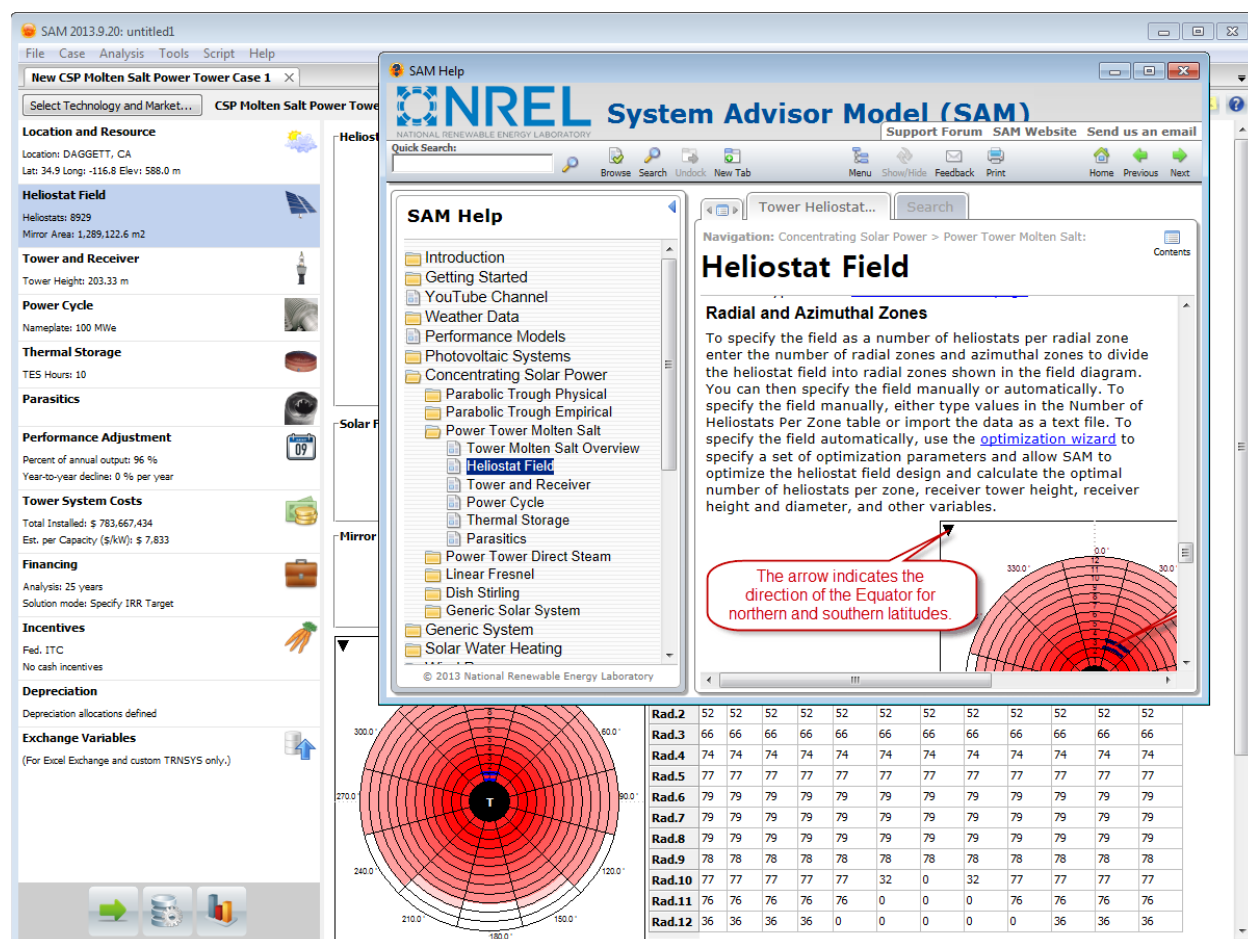 SAM 2013.9.20: untitled1
File Case Analysis Tools Script Help
New CSP Molten Salt Power Tower Case 1
Select Technology and Market... CSP Molten Salt Power Towe
Location and Resource
Location: DAGGETT, CA
Lat: 34.9 Long: -116.8 Elev: 588.0 m
Heliostat Field
Heliostats: 8929
Mirror Area: 1,289,122.6 m2
Tower and Receiver
Tower Height: 203.33 m
Power Cycle
Nameplate: 100 MWe
Thermal Storage
TES Hours: 10
Parasitics
Performance Adjustment
Percent of annual output: 96 %
Year-to-year decline: 0 % per year
09
Tower System Costs
Total Installed: $ 783,667,434
Est. per Capacity ($/kW): $ 7,833
Financing
Analysis: 25 years
Solution mode: Specify IRR Target
Incentives
Fed. ITC
No cash incentives
Depreciation
Depreciation allocations defined
Exchange Variables
(For Excel Exchange and custom TRNSYS only.)
Heliost
Solar F
Mirror
SAM Help
NREL
NATIONAL RENEWABLE ENERGY LABORATORY
System Advisor Model (SAM)
Support Forum SAM Website Send us an email
Quick Search:
Browse Search Undock New Tab Menu Show/Hide Feedback Print Home Previous Next
SAM Help
Introduction
Getting Started
YouTube Channel
Weather Data
Performance Models
Photovoltaic Systems
Concentrating Solar Power
Parabolic Trough Physical
Parabolic Trough Empirical
Power Tower Molten Salt
Tower Molten Salt Overview
Heliostat Field
Tower and Receiver
Power Cycle
Thermal Storage
Parasitics
Power Tower Direct Steam
Linear Fresnel
Dish Stirling
Generic Solar System
Generic System
Solar Water Heating
© 2013 National Renewable Energy Laboratory
Tower Heliostat... Search
Navigation: Concentrating Solar Power > Power Tower Molten Salt:
Contents
Heliostat Field
Radial and Azimuthal Zones
To specify the field as a number of heliostats per radial zone
enter the number of radial zones and azimuthal zones to divide
the heliostat field into radial zones shown in the field diagram.
You can then specify the field manually or automatically. To
specify the field manually, either type values in the Number of
Heliostats Per Zone table or import the data as a text file. To
specify the field automatically, use the optimization wizard to
specify a set of optimization parameters and allow SAM to
optimize the heliostat field design and calculate the optimal
number of heliostats per zone, receiver tower height, receiver
height and diameter, and other variables.
The arrow indicates the
direction of the Equator for
northern and southern latitudes.
0.0°
330.0° 30.0
12
11
10
300.0° 60.0°
270.0 90.0°
T
240.0° 120.0°
210.0° 150.0°
180.0°
Rad.2 52 52 52 52 52 52 52 52 52 52 52 52
Rad.3 66 66 66 66 66 66 66 66 66 66 66 66
Rad.4 74 74 74 74 74 74 74 74 74 74 74 74
Rad.5 77 77 77 77 77 77 77 77 77 77 77 77
Rad.6 79 79 79 79 79 79 79 79 79 79 79 79
Rad.7 79 79 79 79 79 79 79 79 79 79 79 79
Rad.8 79 79 79 79 79 79 79 79 79 79 79 79
Rad.9 78 78 78 78 78 78 78 78 78 78 78 78
Rad.10 77 77 77 77 77 32 0 32 77 77 77 77
Rad.11 76 76 76 76 76 0 0 0 76 76 76 76
Rad.12 36 36 36 36 0 0 0 0 0 36 36 36